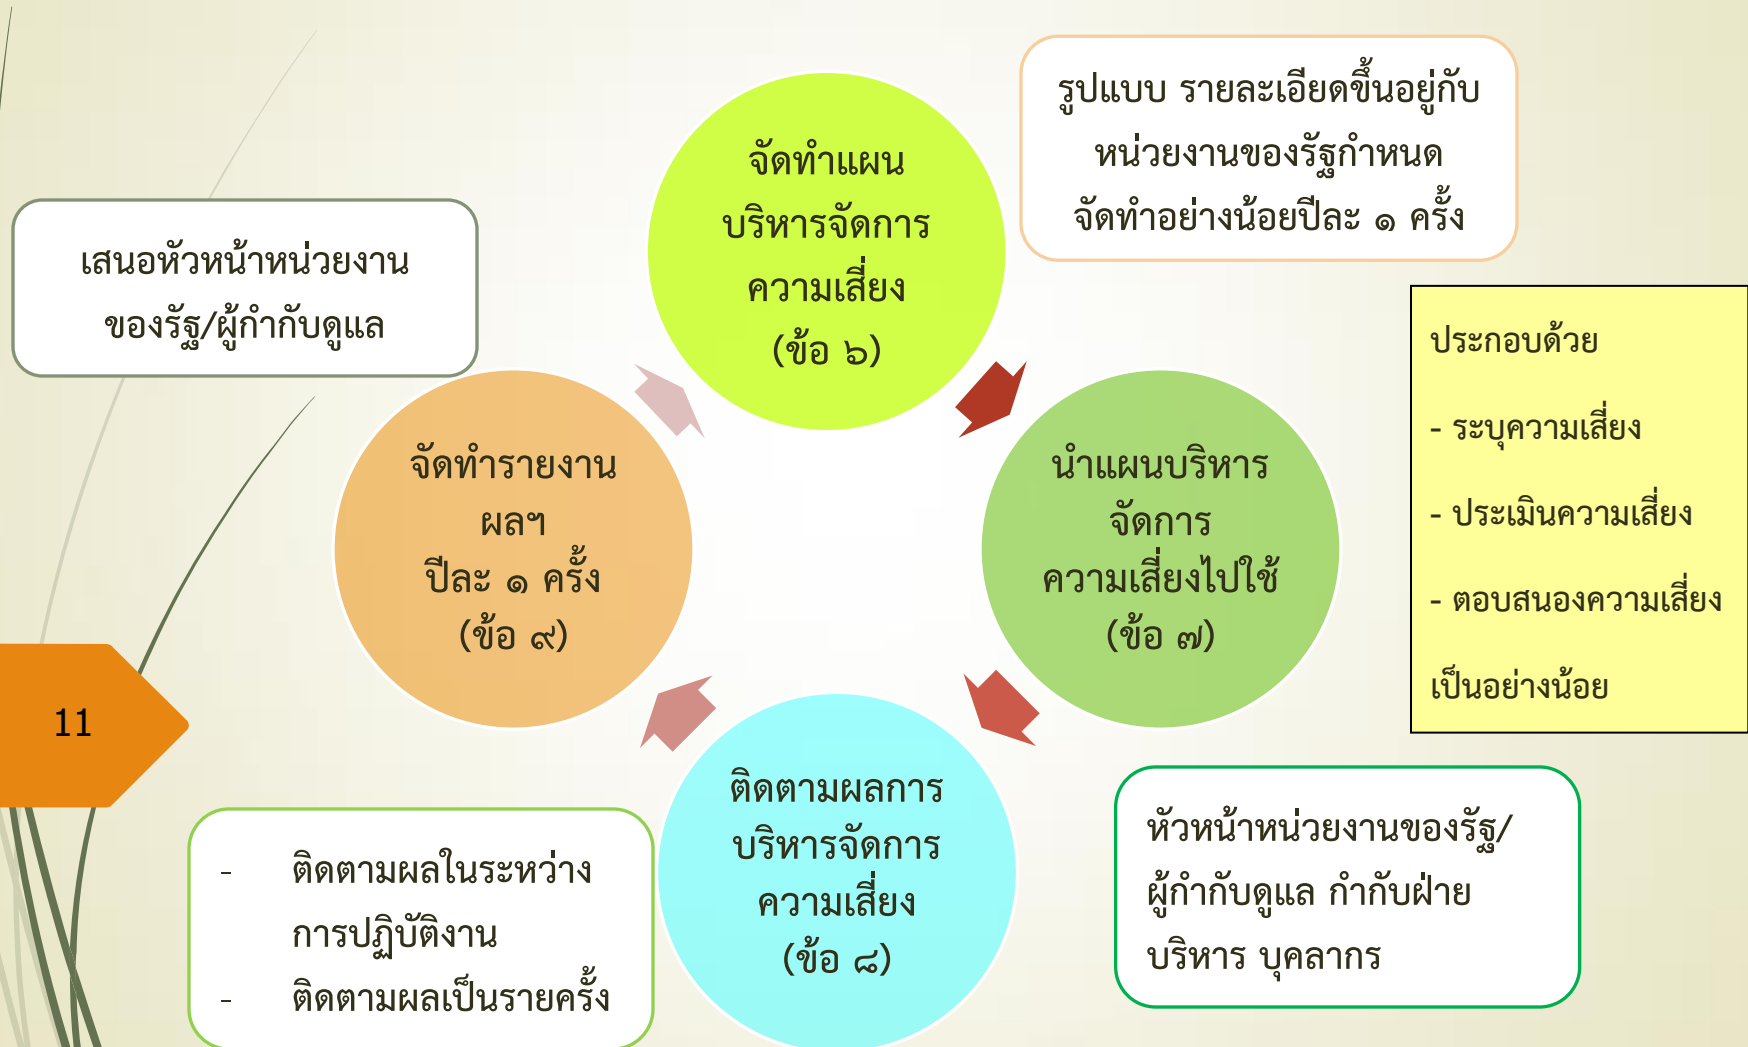 จัดทำแผน
บริหารจัดการ
ความเสี่ยง
(ข้อ ๖)
รูปแบบ รายละเอียดขึ้นอยู่กับ
หน่วยงานของรัฐกำหนด
จัดทำอย่างน้อยปีละ ๑ ครั้ง
เสนอหัวหน้าหน่วยงาน
ของรัฐ/ผู้กำกับดูแล
ประกอบด้วย
- ระบุความเสี่ยง
- ประเมินความเสี่ยง
- ตอบสนองความเสี่ยง
เป็นอย่างน้อย
จัดทำรายงาน
ผลฯ
ปีละ ๑ ครั้ง
(ข้อ ๙)
นำแผนบริหาร
จัดการ
ความเสี่ยงไปใช้
(ข้อ ๗)
11
ติดตามผลการ
บริหารจัดการ
ความเสี่ยง
(ข้อ ๘)
- ติดตามผลในระหว่าง
การปฏิบัติงาน
- ติดตามผลเป็นรายครั้ง
หัวหน้าหน่วยงานของรัฐ/
ผู้กำกับดูแล กำกับฝ่าย
บริหาร บุคลากร